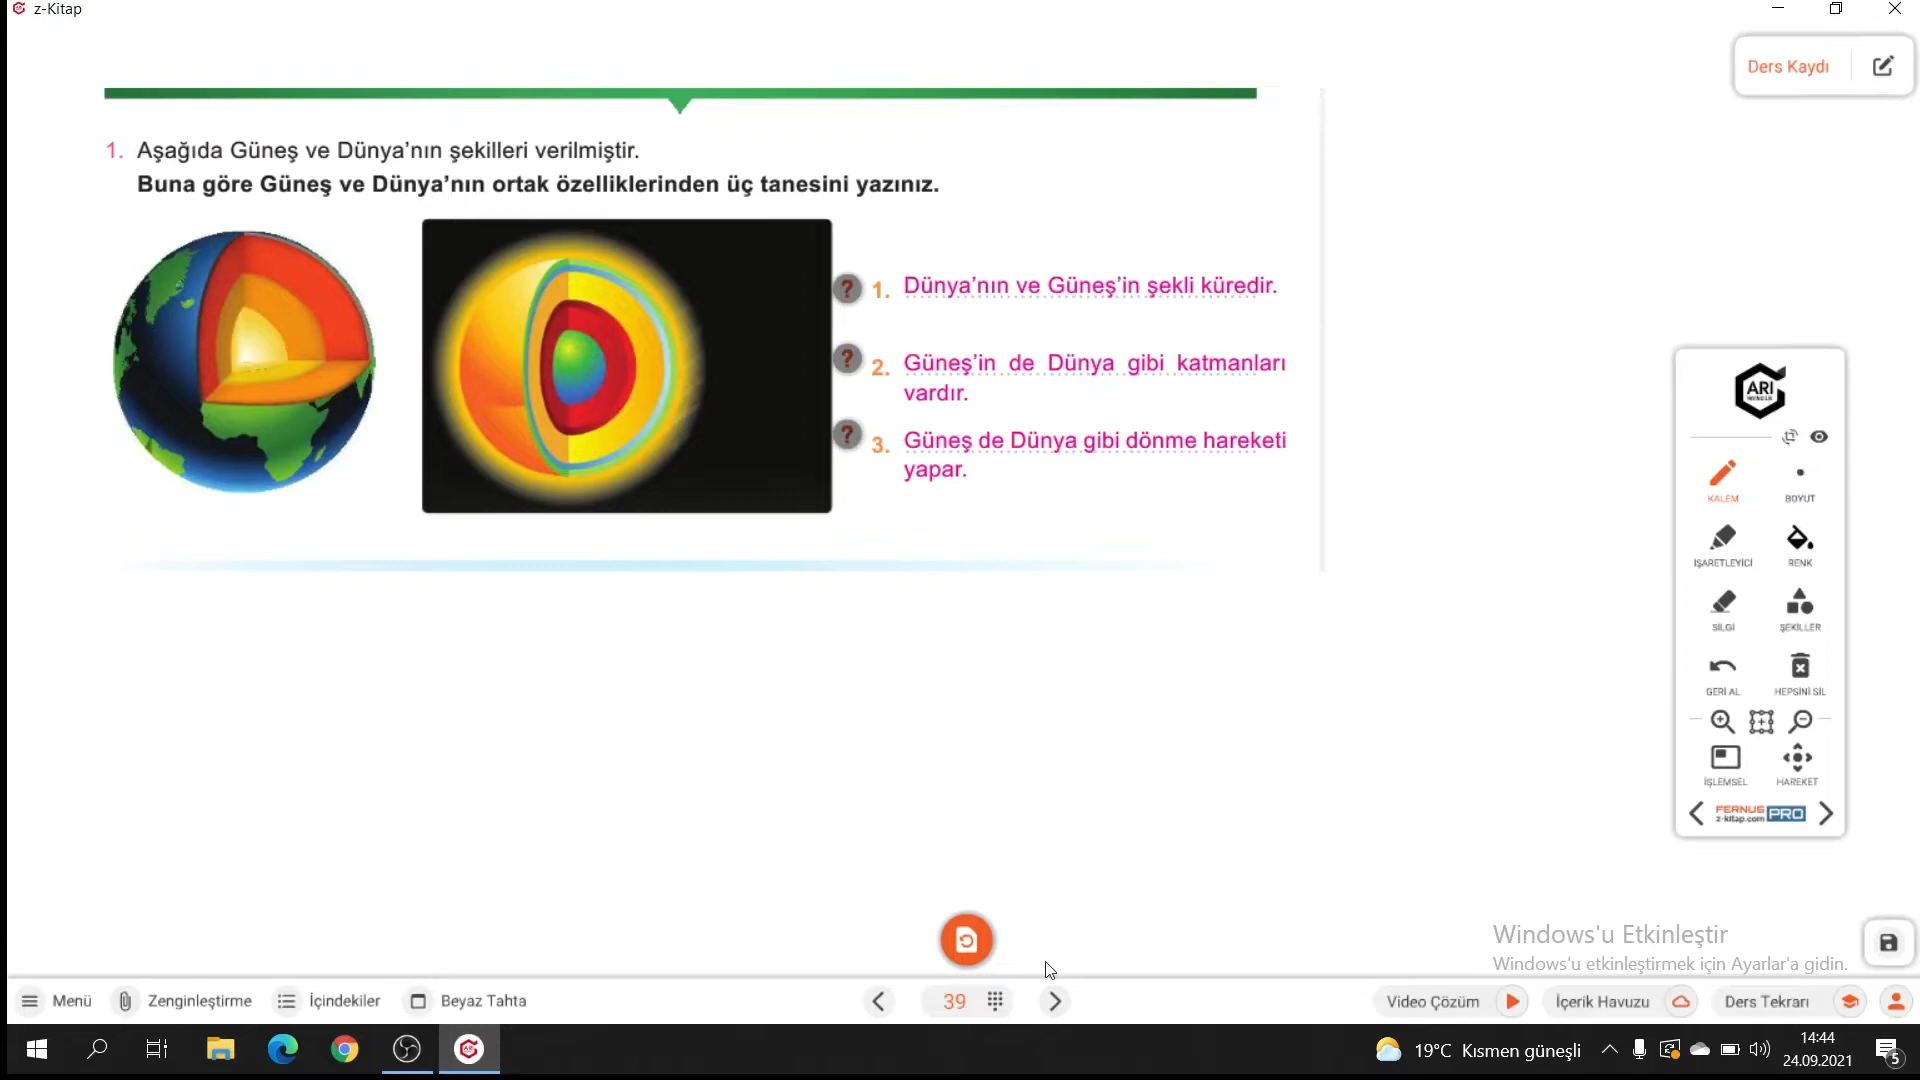 z-Kitap
Ders Kaydı
1. Aşağıda Güneş ve Dünya’nın şekilleri verilmiştir.
Buna göre Güneş ve Dünya’nın ortak özelliklerinden üç tanesini yazınız.
? 1. Dünya’nın ve Güneş’in şekli küredir.
? 2. Güneş’in de Dünya gibi katmanları
vardır.
? 3. Güneş de Dünya gibi dönme hareketi
yapar.
ARI
KALEM BOYUT
İŞARETLEYİCİ RENK
SİLGİ ŞEKİLLER
GERİ AL HEPSİNİ SİL
İŞLEMSEL HAREKET
FERNUS
z-kitap.com PRO
Windows'u Etkinleştir
Windows'u etkinleştirmek için Ayarlar'a gidin.
Menü Zenginleştirme İçindekiler Beyaz Tahta 39 Video Çözüm İçerik Havuzu Ders Tekrarı
19°C Kısmen güneşli
14:44
24.09.2021
5